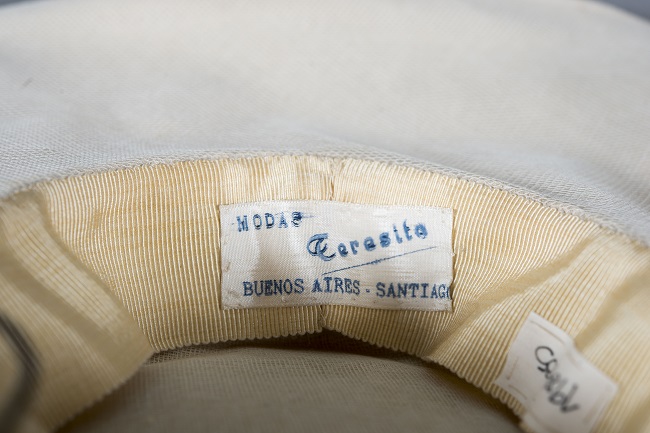 MODAS
Teresita
BUENOS AIRES - SANTIAGO